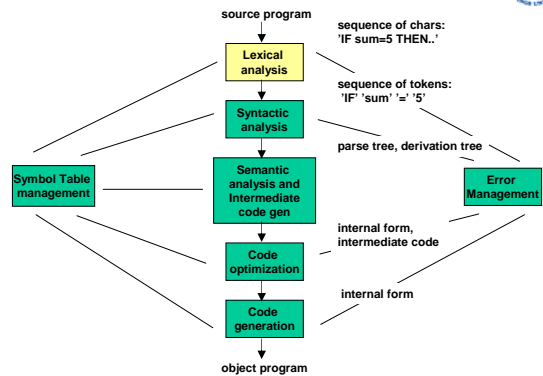 source program
sequence of chars:
'IF sum=5 THEN..'
Lexical
analysis
sequence of tokens:
'IF' 'sum' '=' '5'
Syntactic
analysis
parse tree, derivation tree
Symbol Table
management
Semantic
analysis and
Intermediate
code gen
Error
Management
internal form,
intermediate code
Code
optimization
internal form
Code
generation
object program